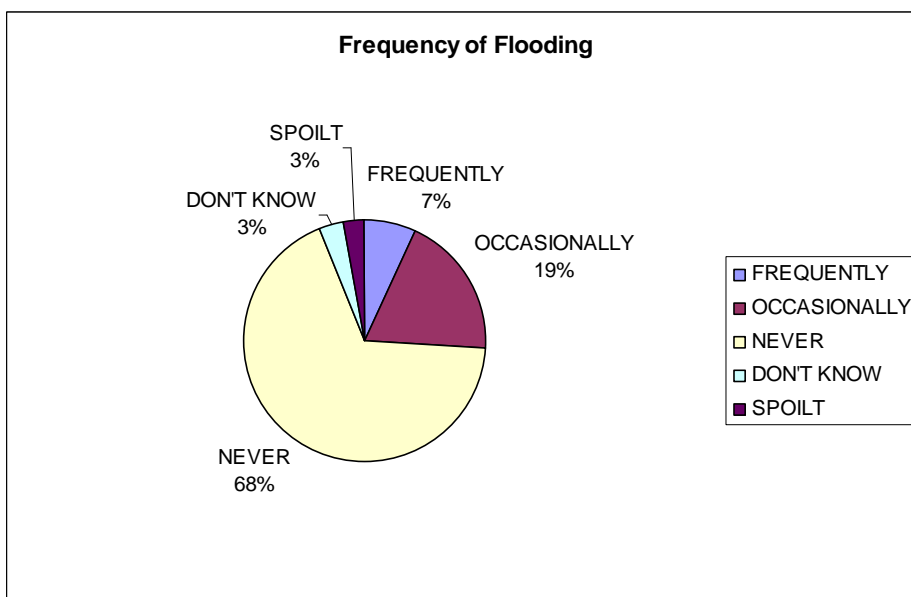 Frequency of Flooding
SPOILT
3%
FREQUENTLY
7%
DON'T KNOW
3%
OCCASIONALLY
19%
NEVER
68%
FREQUENTLY
OCCASIONALLY
NEVER
DON'T KNOW
SPOILT